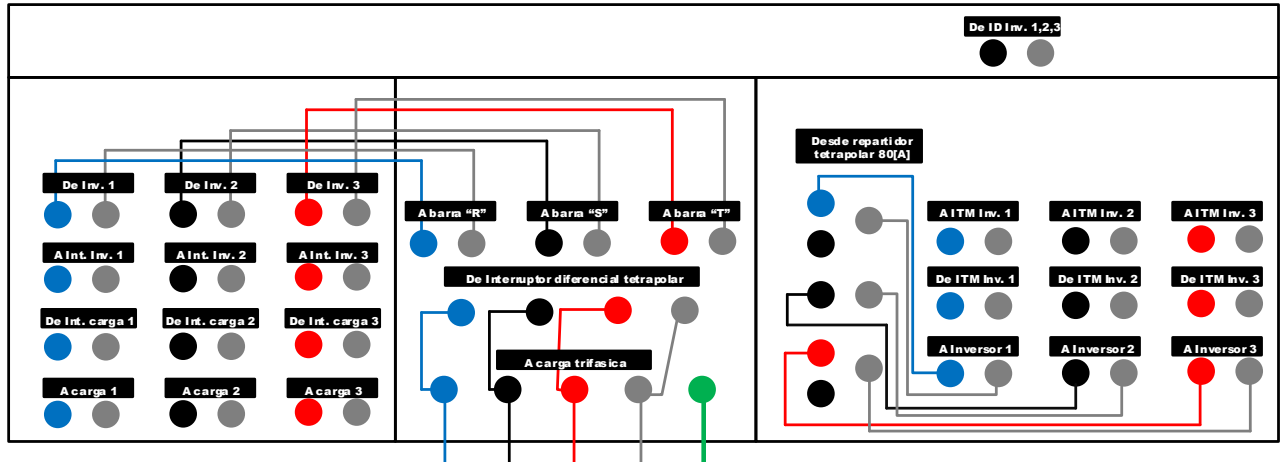 De ID Inv. 1,2,3
Desde repartidor
tetrapolar 80[A]
De Inv. 1
De Inv. 2
De Inv. 3
A barra “R”
A barra “S”
A barra “T”
A ITM Inv. 1
A ITM Inv. 2
A ITM Inv. 3
A Int. Inv. 1
A Int. Inv. 2
A Int. Inv. 3
De Interruptor diferencial tetrapolar
De ITM Inv. 1
De ITM Inv. 2
De ITM Inv. 3
De Int. carga 1
De Int. carga 2
De Int. carga 3
A carga trifasica
A Inversor 1
A Inversor 2
A Inversor 3
A carga 1
A carga 2
A carga 3